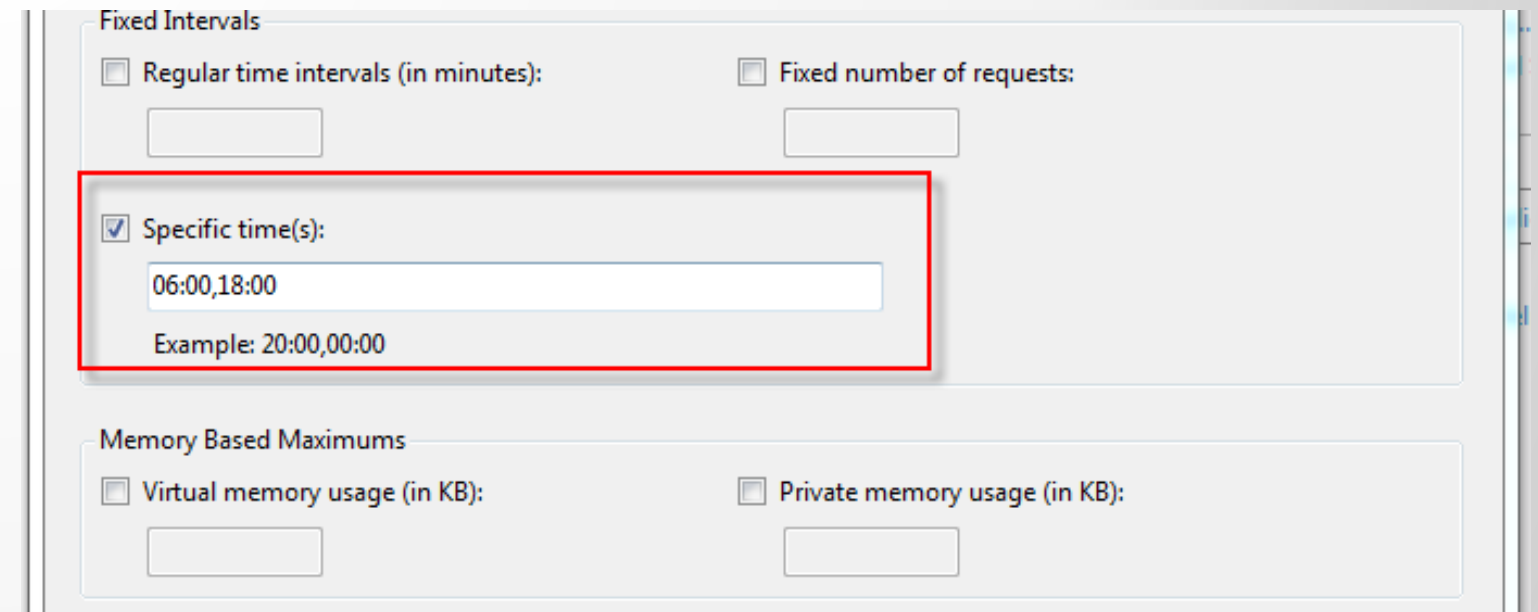 Fixed Intervals
Regular time intervals (in minutes):
Fixed number of requests:
Specific time(s):
06:00,18:00
Example: 20:00,00:00
Memory Based Maximums
Virtual memory usage (in KB):
Private memory usage (in KB):